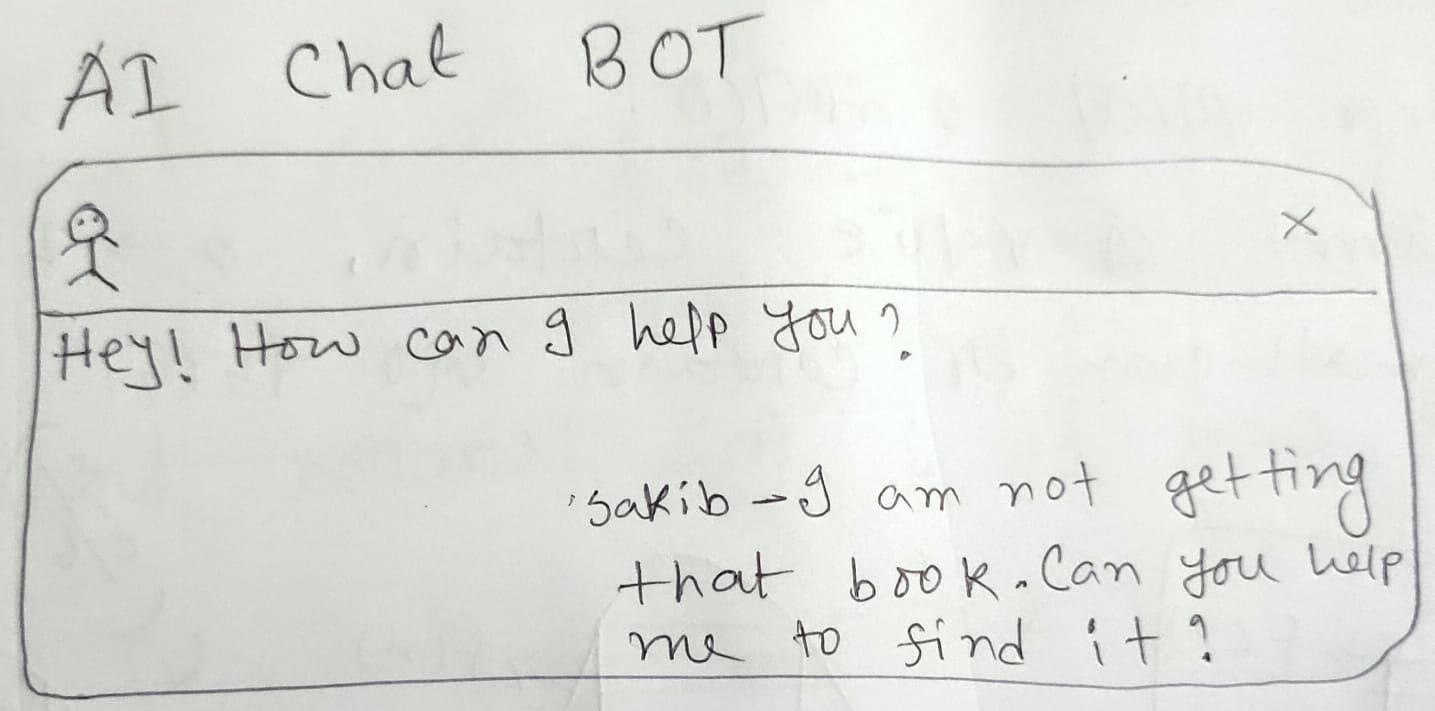 AI Chat BOT
X
Hey! How can I help you?
Sakib - I am not getting
that book. Can you help
me to find it?